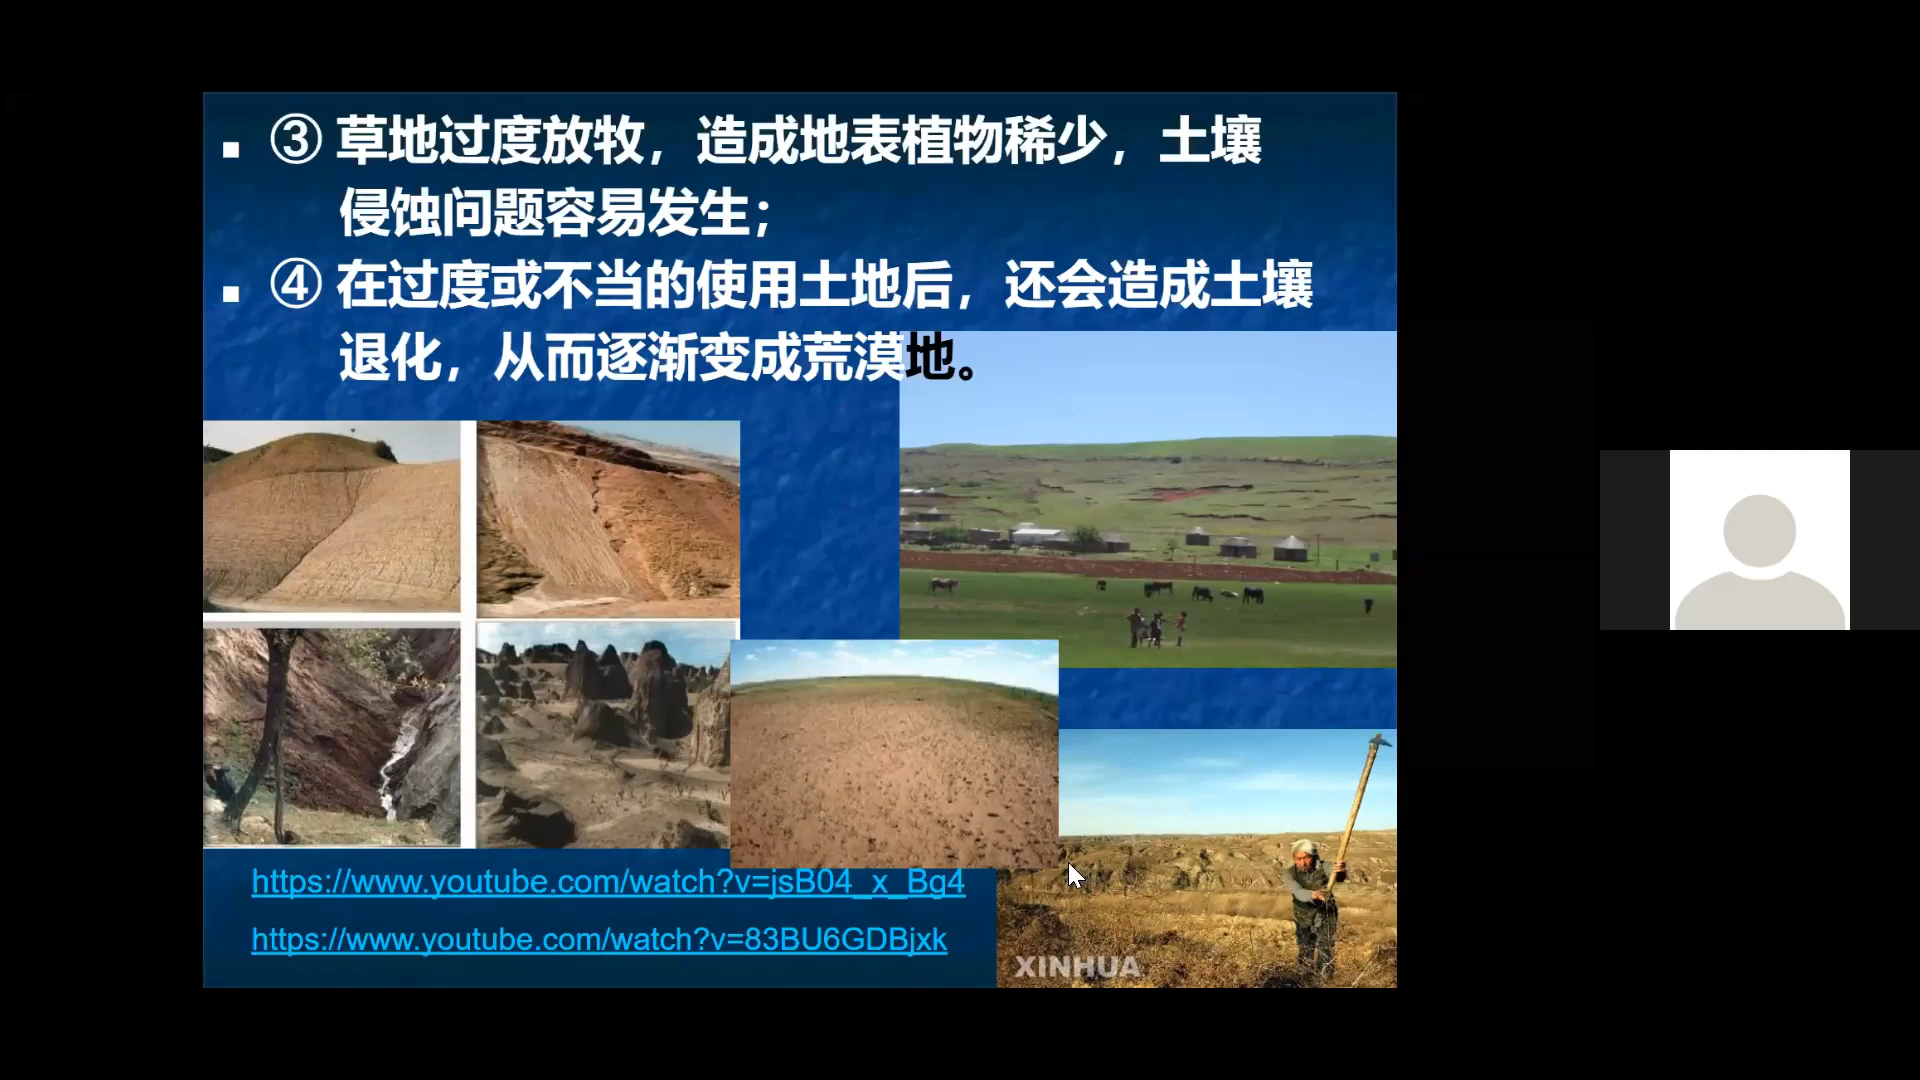 ▪ ③ 草地过度放牧，造成地表植物稀少，土壤
侵蚀问题容易发生；
▪ ④ 在过度或不当的使用土地后，还会造成土壤
退化，从而逐渐变成荒漠地。
https://www.youtube.com/watch?v=jsB04_x_Bg4
https://www.youtube.com/watch?v=83BU6GDBjxk
XINHUA